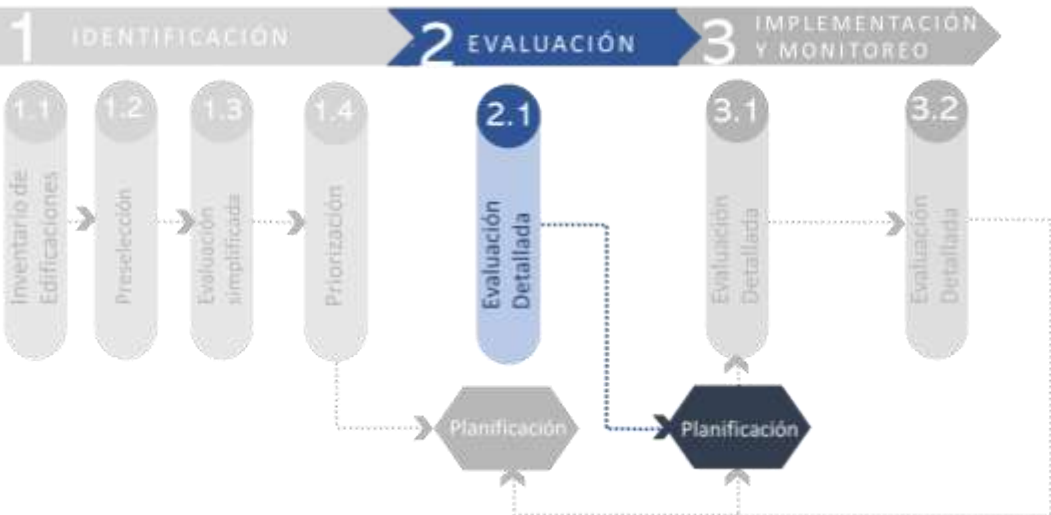 1 IDENTIFICACIÓN
2 EVALUACIÓN
3 IMPLEMENTACIÓN
Y MONITOREO
1.1
Inventario de
Edificaciones
1.2
Preselección
1.3
Evaluación
simplificada
1.4
Priorización
2.1
Evaluación
Detallada
3.1
Evaluación
Detallada
3.2
Evaluación
Detallada
Planificación
Planificación